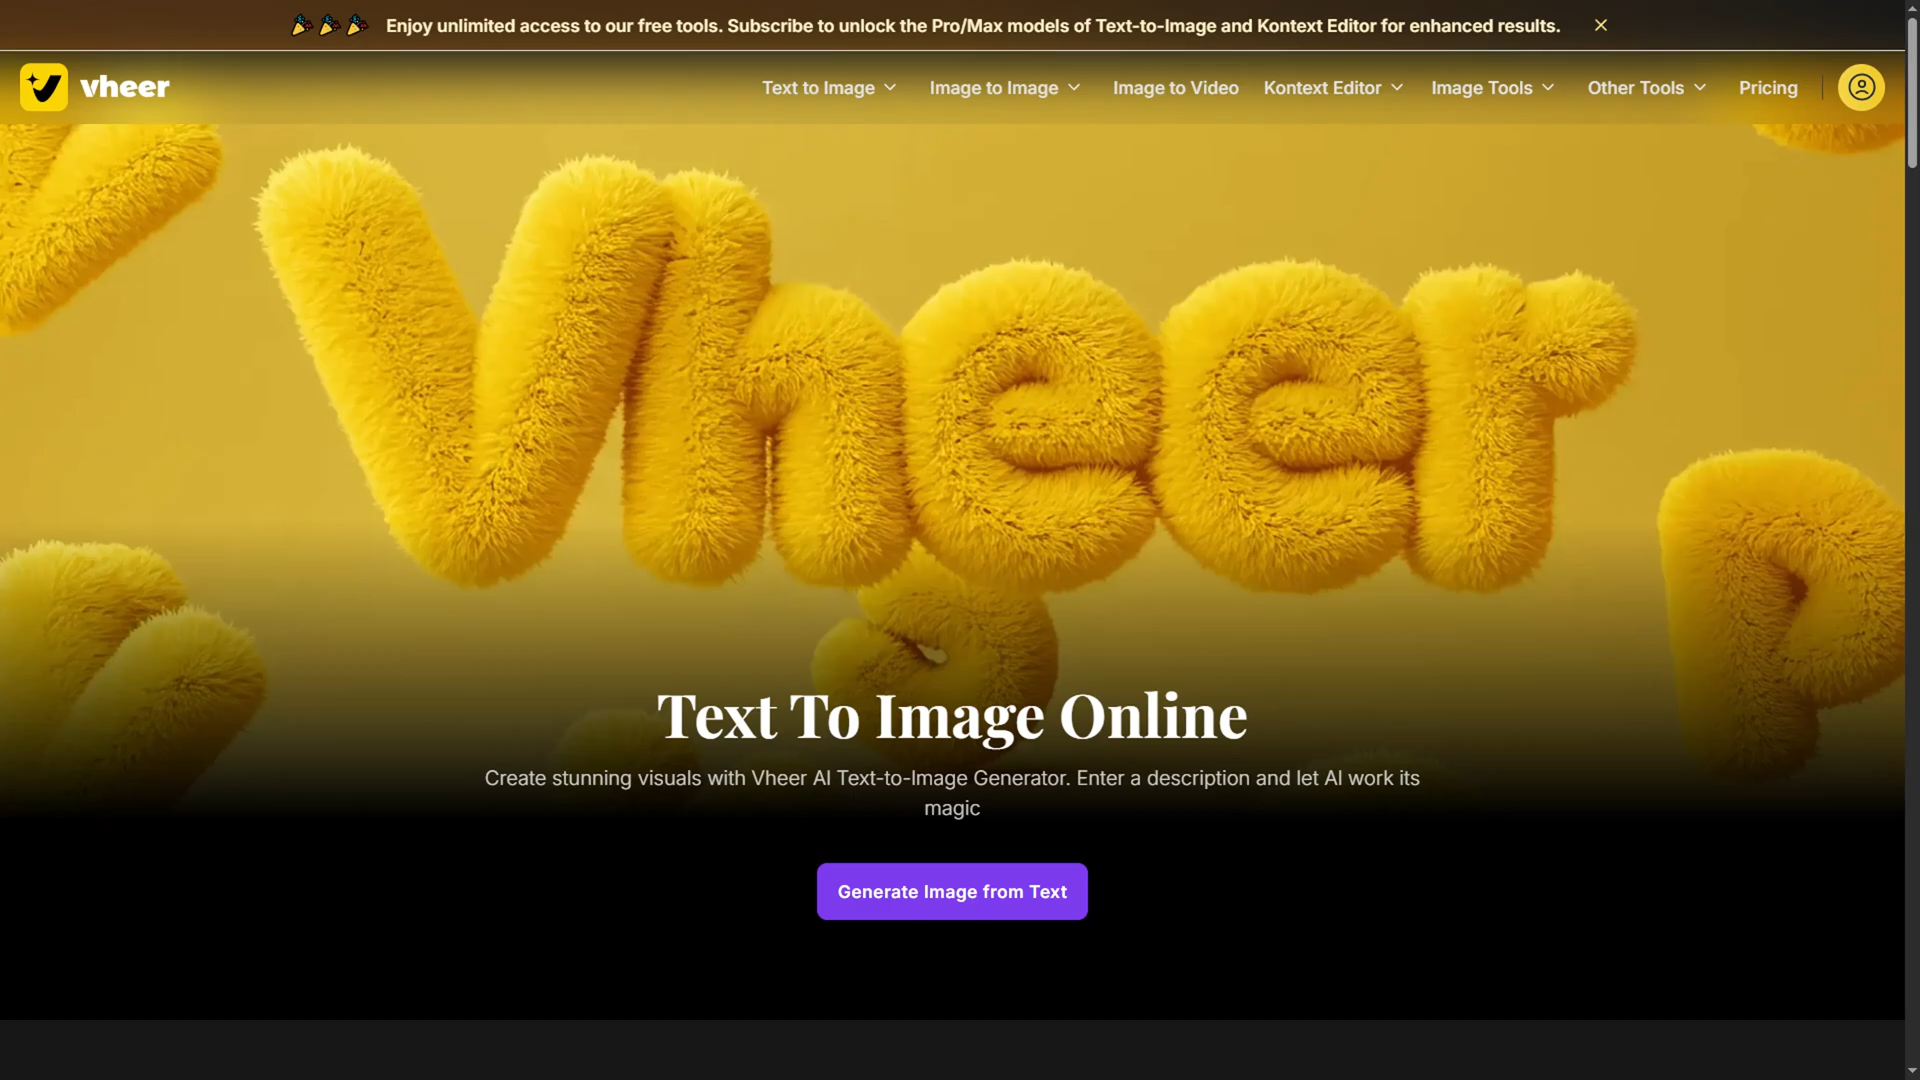 🎉 🎉 🎉 Enjoy unlimited access to our free tools. Subscribe to unlock the Pro/Max models of Text-to-Image and Kontext Editor for enhanced results.
vheer
Text to Image
Image to Image
Image to Video
Kontext Editor
Image Tools
Other Tools
Pricing
Vheer
Text To Image Online
Create stunning visuals with Vheer AI Text-to-Image Generator. Enter a description and let AI work its
magic
Generate Image from Text